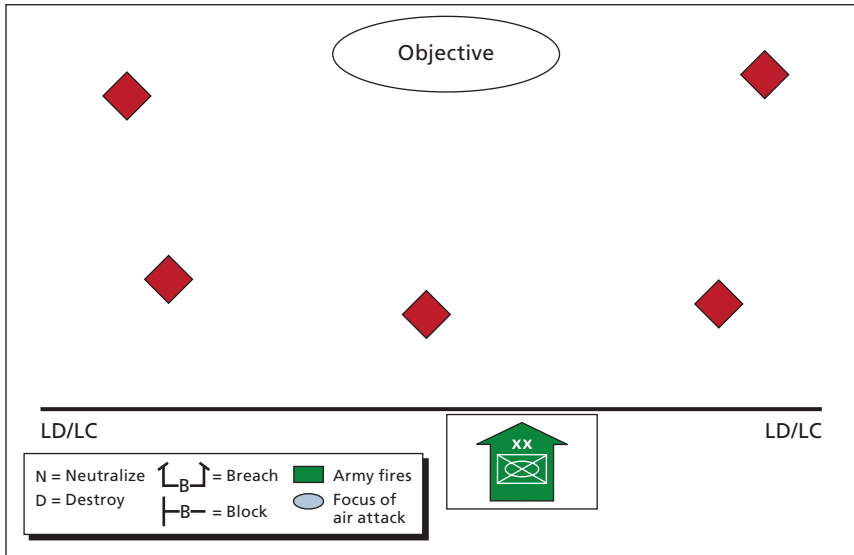 Objective
LD/LC
LD/LC
xx
N = Neutralize
D = Destroy
B = Breach
B = Block
Army fires
Focus of
air attack